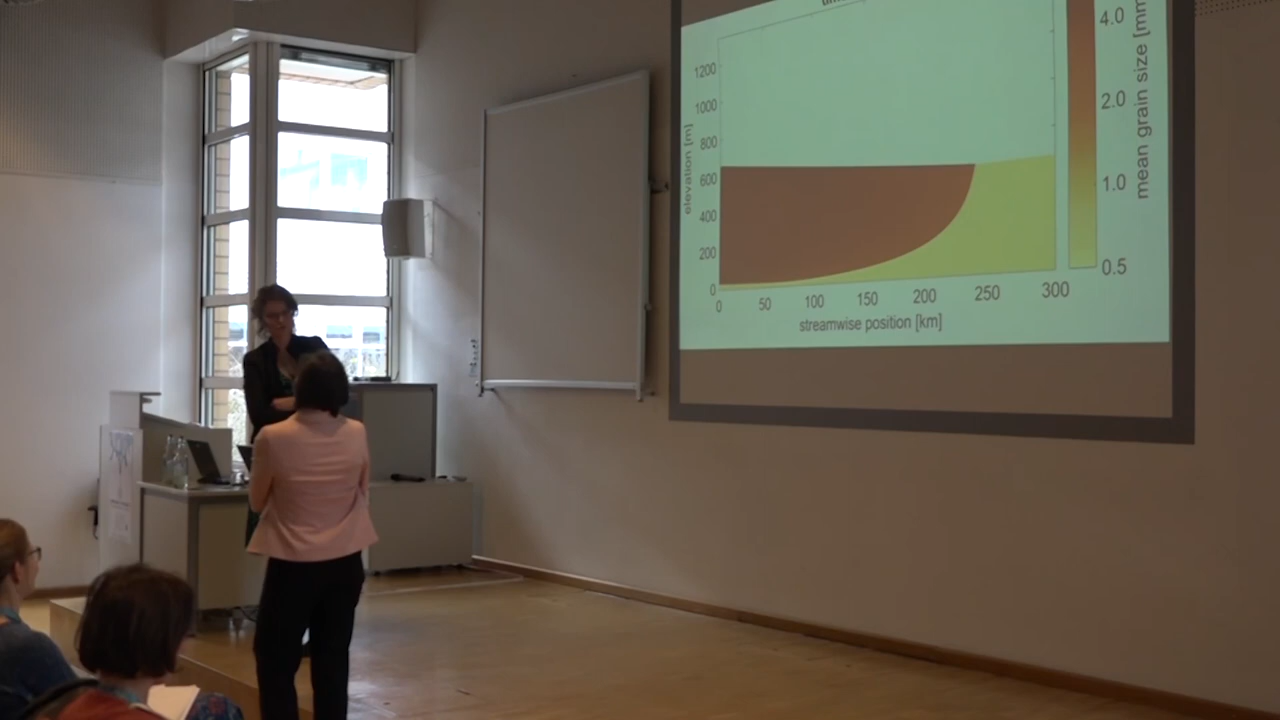 1200
1000
800
600
400
200
0
elevation [m]
0 50 100 150 200 250 300
streamwise position [km]
4.0
2.0
1.0
0.5
mean grain size [mm